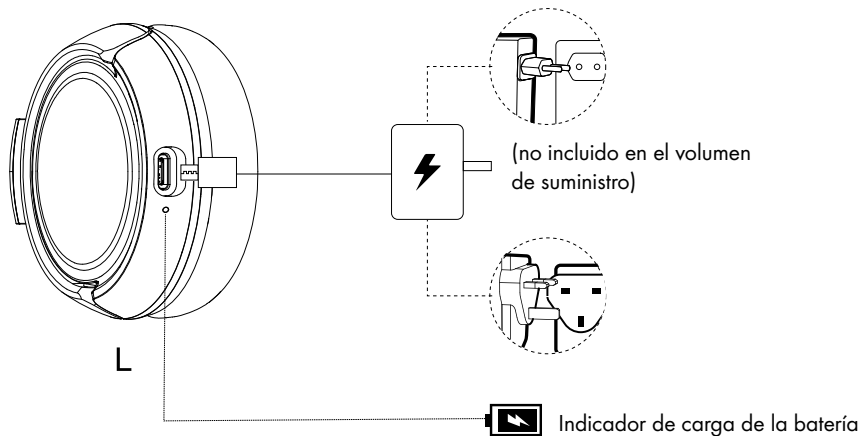 (no incluido en el volumen
de suministro)
L
Indicador de carga de la batería